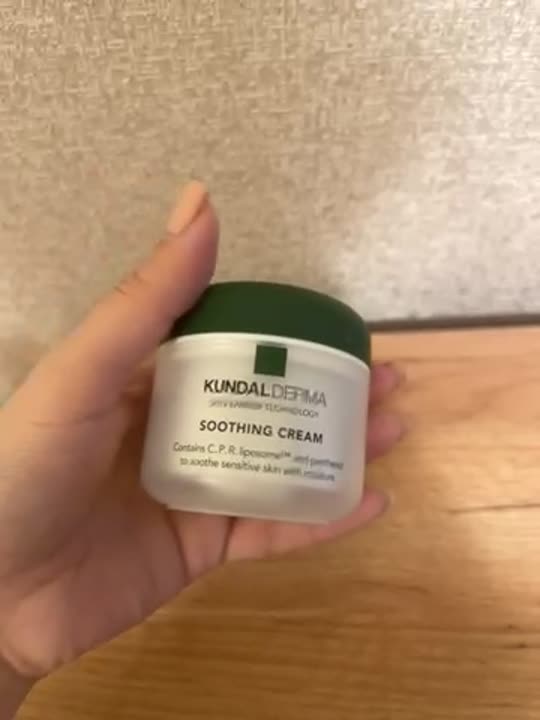 KUNDAL DERMA
SKIN BARRIER TECHNOLOGY
SOOTHING CREAM
Contains C.P.R. liposome™ and panthenol
to soothe sensitive skin with moisture